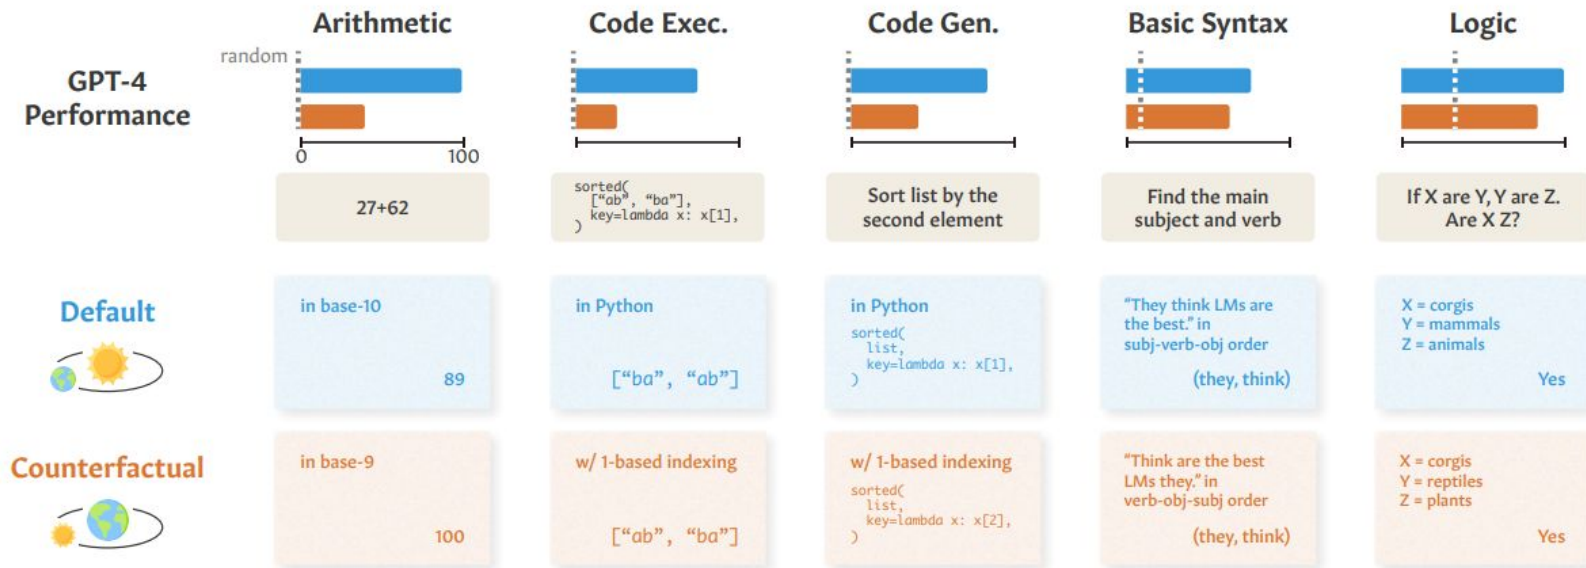 Arithmetic
Code Exec.
Code Gen.
Basic Syntax
Logic
random
GPT-4
Performance
0
100
27+62
sorted(
["ab", "ba"],
key=lambda x: x[1],
)
Sort list by the
second element
Find the main
subject and verb
If X are Y, Y are Z.
Are X Z?
Default
in base-10
89
in Python
["ba", "ab"]
in Python
sorted(
list,
key=lambda x: x[1],
)
“They think LMs are
the best.” in
subj-verb-obj order
(they, think)
X = corgis
Y = mammals
Z = animals
Yes
Counterfactual
in base-9
100
w/ 1-based indexing
["ab", "ba"]
w/ 1-based indexing
sorted(
list,
key=lambda x: x[2],
)
“Think are the best
LMs they.” in
verb-obj-subj order
(they, think)
X = corgis
Y = reptiles
Z = plants
Yes